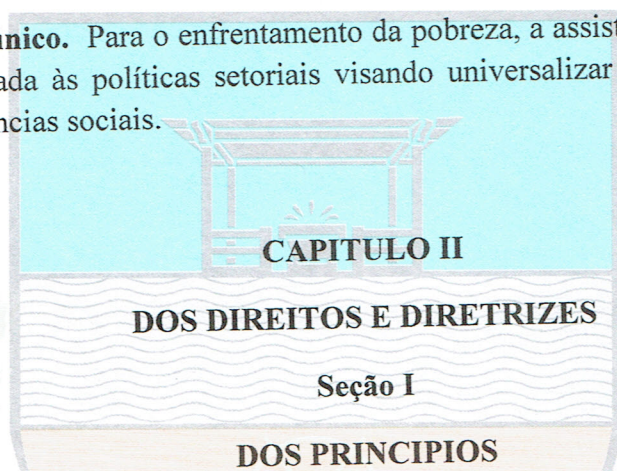 único. Para o enfrentamento da pobreza, a assist
ada às políticas setoriais visando universalizar
ncias sociais.
CAPITULO II
DOS DIREITOS E DIRETRIZES
Seção I
DOS PRINCIPIOS